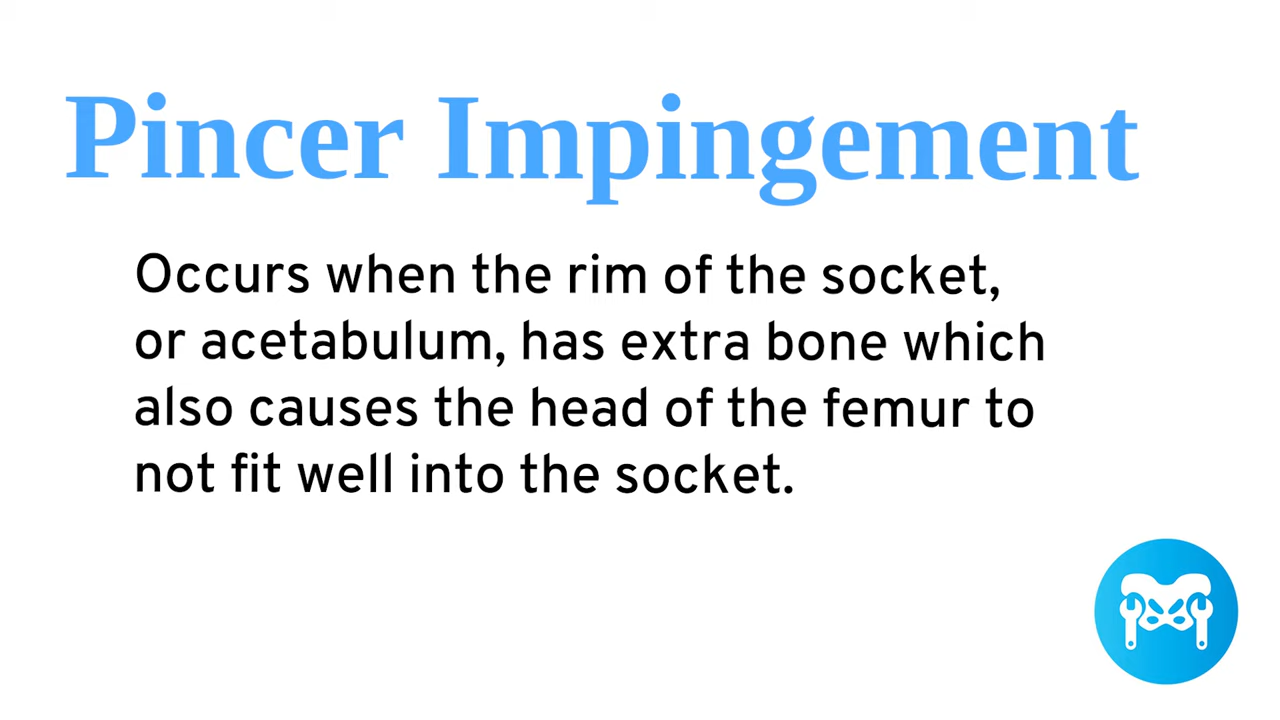 Pincer Impingement
Occurs when the rim of the socket,
or acetabulum, has extra bone which
also causes the head of the femur to
not fit well into the socket.